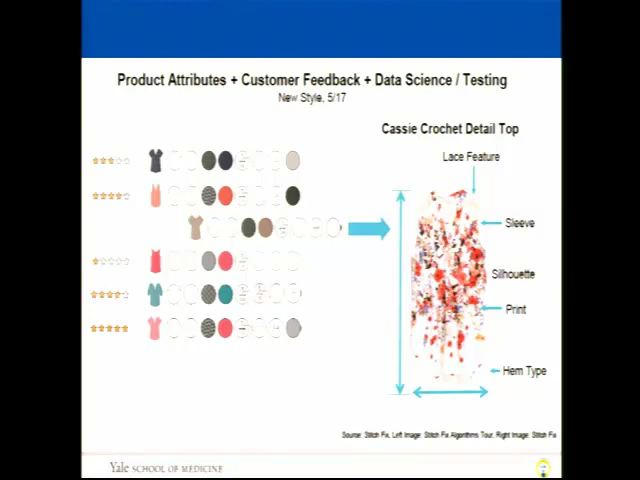 Product Attributes + Customer Feedback + Data Science / Testing
New Style, 5/17
Cassie Crochet Detail Top
Lace Feature
Sleeve
Silhouette
Print
Hem Type
Source: Stitch Fix, Left Image: Stitch Fix Algorithms Tour, Right Image: Stitch Fix
Yale SCHOOL OF MEDICINE